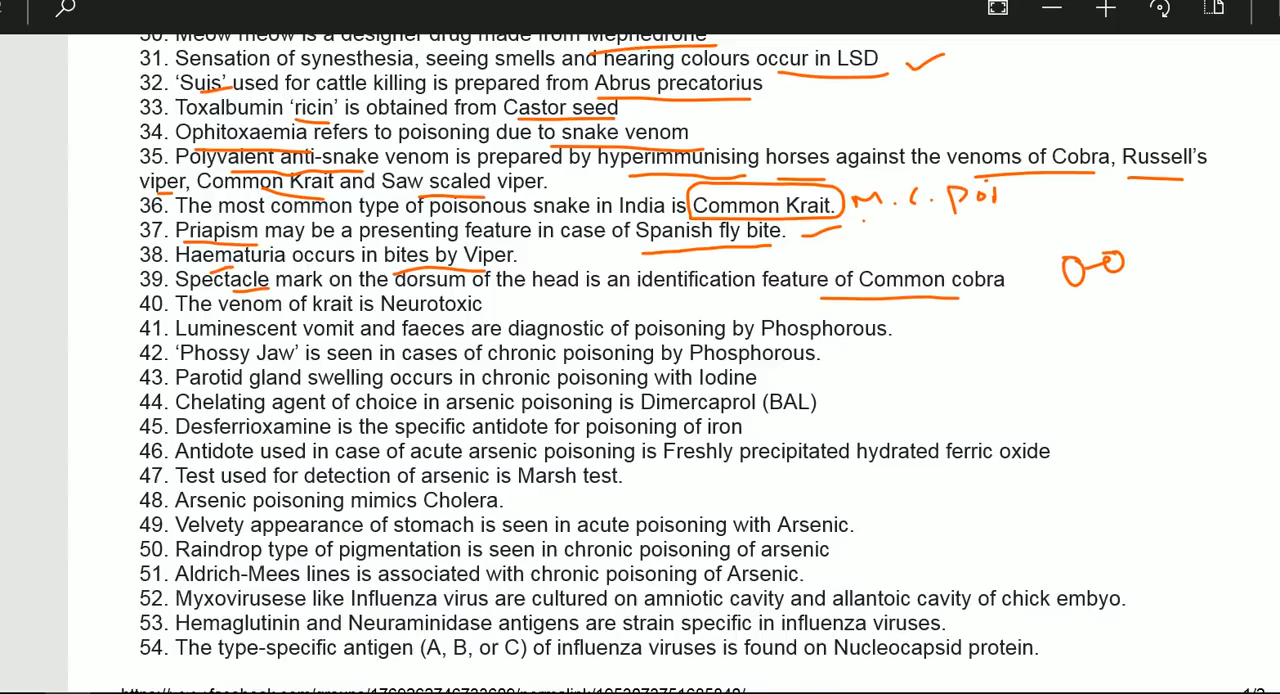 30. Meow meow is a designer drug made from Mephedrone
31. Sensation of synesthesia, seeing smells and hearing colours occur in LSD
32. ‘Suis’ used for cattle killing is prepared from Abrus precatorius
33. Toxalbumin ‘ricin’ is obtained from Castor seed
34. Ophitoxaemia refers to poisoning due to snake venom
35. Polyvalent anti-snake venom is prepared by hyperimmunising horses against the venoms of Cobra, Russell’s
viper, Common Krait and Saw scaled viper.
36. The most common type of poisonous snake in India is Common Krait. M.C. poi
37. Priapism may be a presenting feature in case of Spanish fly bite.
38. Haematuria occurs in bites by Viper.
39. Spectacle mark on the dorsum of the head is an identification feature of Common cobra
40. The venom of krait is Neurotoxic
41. Luminescent vomit and faeces are diagnostic of poisoning by Phosphorous.
42. ‘Phossy Jaw’ is seen in cases of chronic poisoning by Phosphorous.
43. Parotid gland swelling occurs in chronic poisoning with Iodine
44. Chelating agent of choice in arsenic poisoning is Dimercaprol (BAL)
45. Desferrioxamine is the specific antidote for poisoning of iron
46. Antidote used in case of acute arsenic poisoning is Freshly precipitated hydrated ferric oxide
47. Test used for detection of arsenic is Marsh test.
48. Arsenic poisoning mimics Cholera.
49. Velvety appearance of stomach is seen in acute poisoning with Arsenic.
50. Raindrop type of pigmentation is seen in chronic poisoning of arsenic
51. Aldrich-Mees lines is associated with chronic poisoning of Arsenic.
52. Myxovirusese like Influenza virus are cultured on amniotic cavity and allantoic cavity of chick embyo.
53. Hemaglutinin and Neuraminidase antigens are strain specific in influenza viruses.
54. The type-specific antigen (A, B, or C) of influenza viruses is found on Nucleocapsid protein.